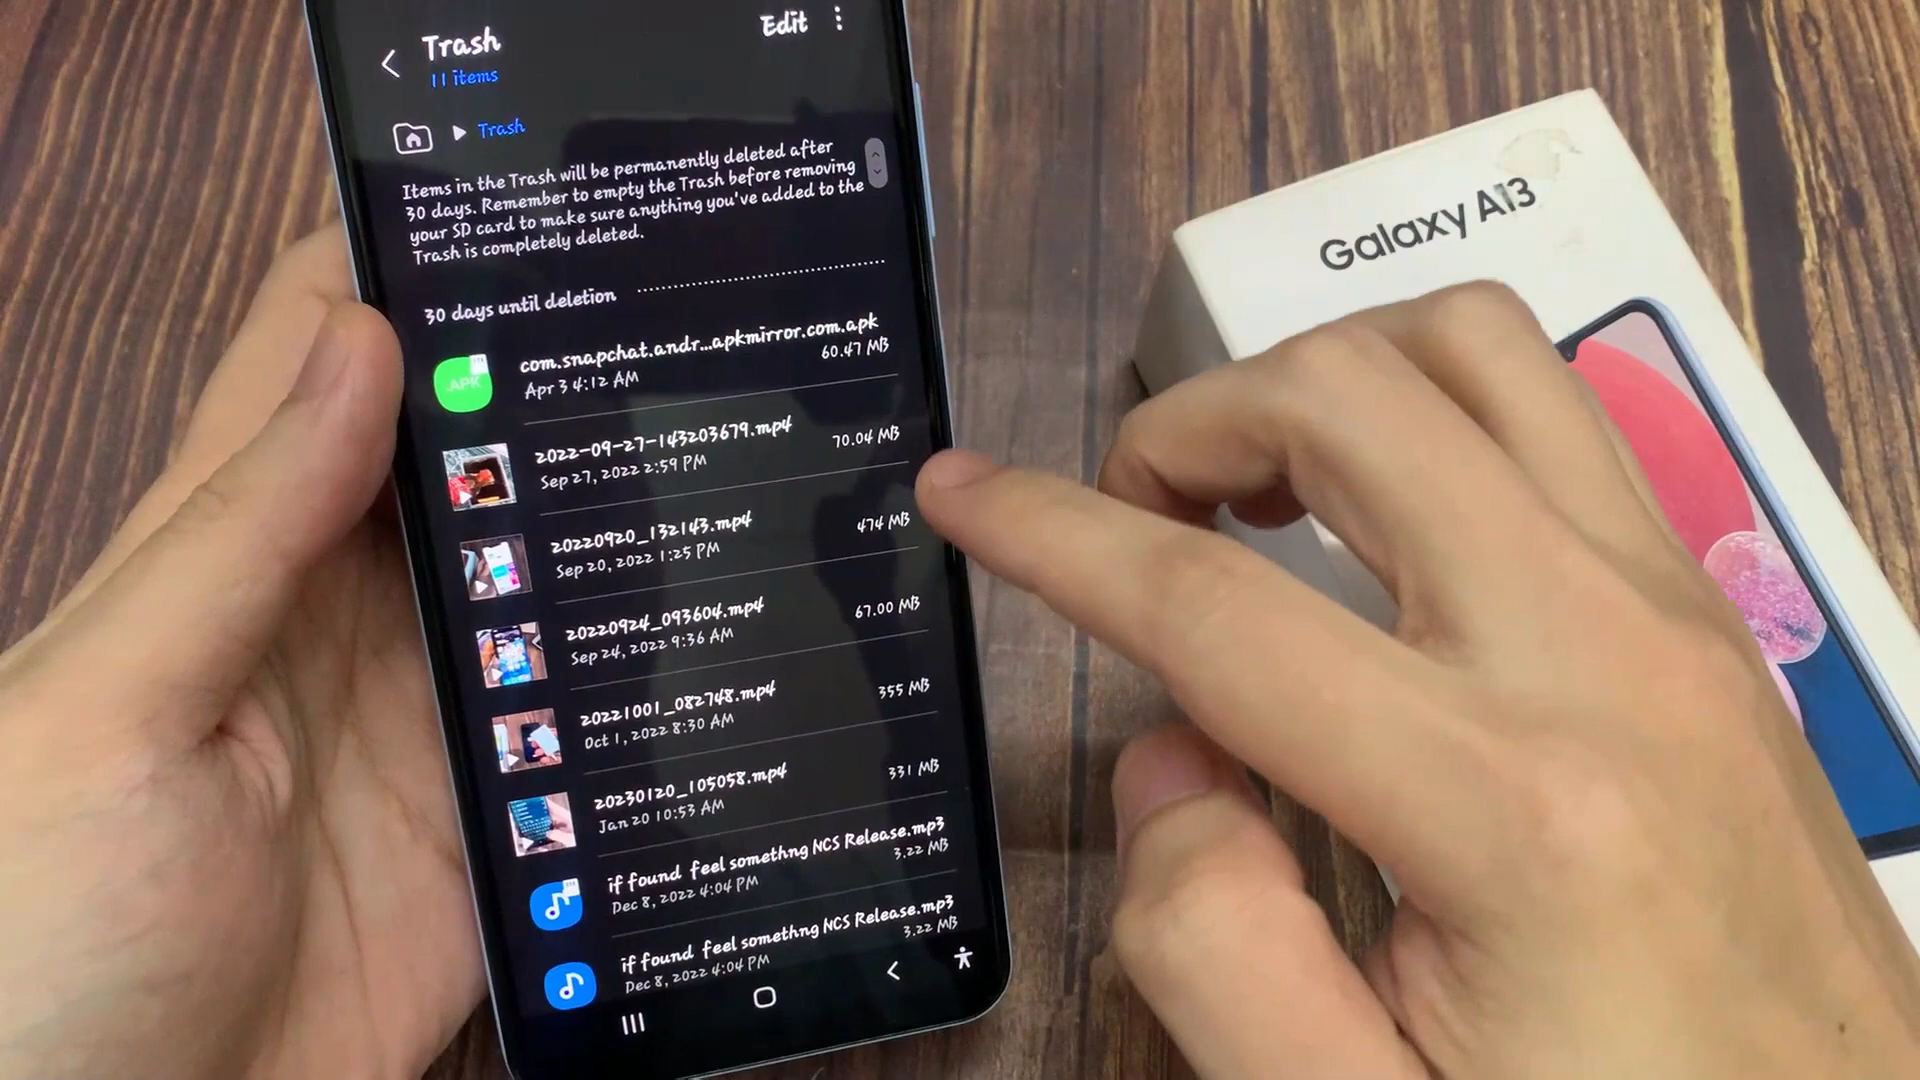 Trash
Edit
11 items
Trash
Items in the Trash will be permanently deleted after
30 days. Remember to empty the Trash before removing
your SD card to make sure anything you've added to the
Trash is completely deleted.
30 days until deletion
com.snapchat.andr...apkmirror.com.apk
Apr 3 4:12 AM
60.47 MB
.APK
2022-09-27-143203679.mp4
Sep 27, 2022 2:59 PM
70.04 MB
20220920_132143.mp4
Sep 20, 2022 1:25 PM
474 MB
20220924_093604.mp4
Sep 24, 2022 9:36 AM
67.00 MB
20221001_082748.mp4
Oct 1, 2022 8:30 AM
355 MB
20230120_105058.mp4
Jan 20 10:53 AM
331 MB
if found feel somethng NCS Release.mp3
Dec 8, 2022 4:04 PM
3.22 MB
if found feel somethng NCS Release.mp3
Dec 8, 2022 4:04 PM
3.22 MB
Galaxy A13